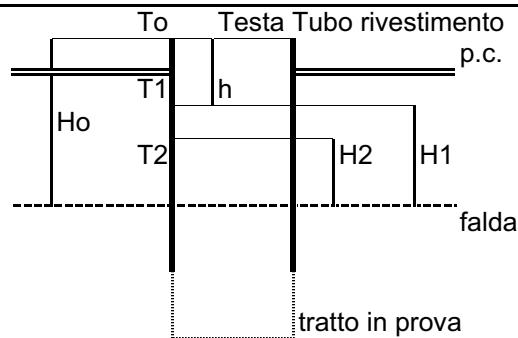 To Testa Tubo rivestimento
p.c.
T1 h
Ho
T2 H2 H1
falda
tratto in prova